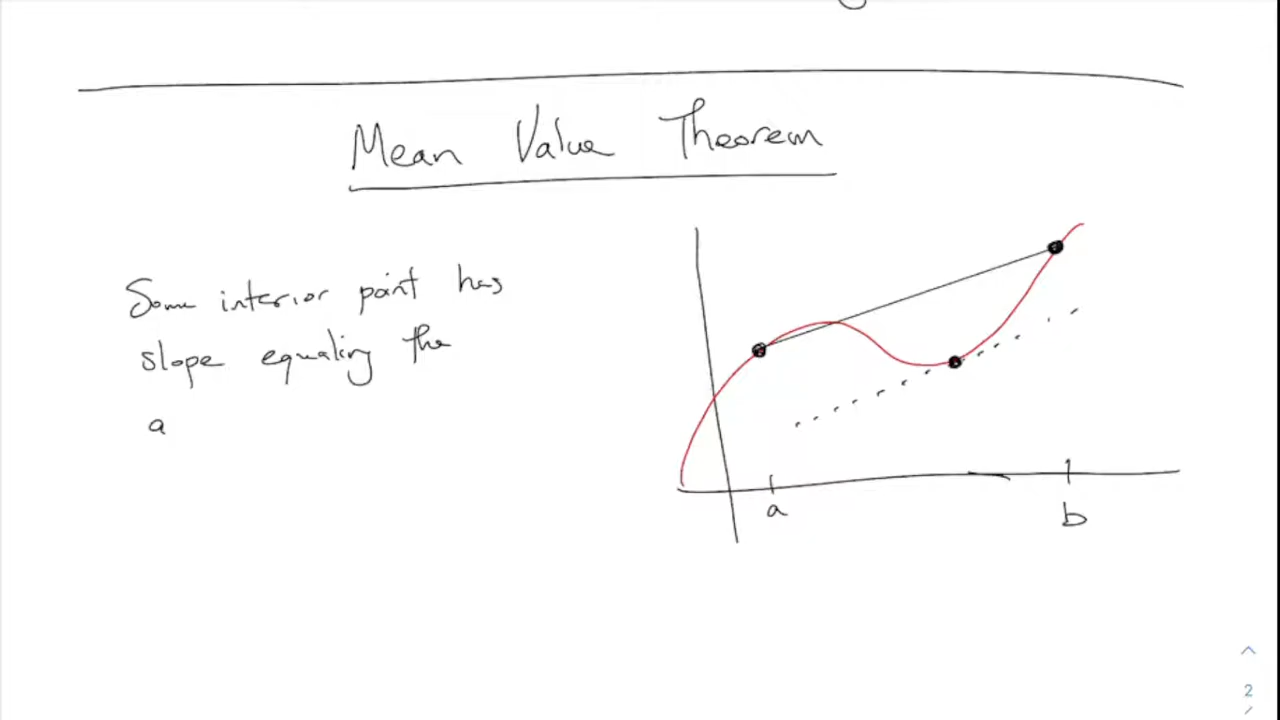 Mean Value Theorem
Some interior point has
slope equaling the
a
a
b
2